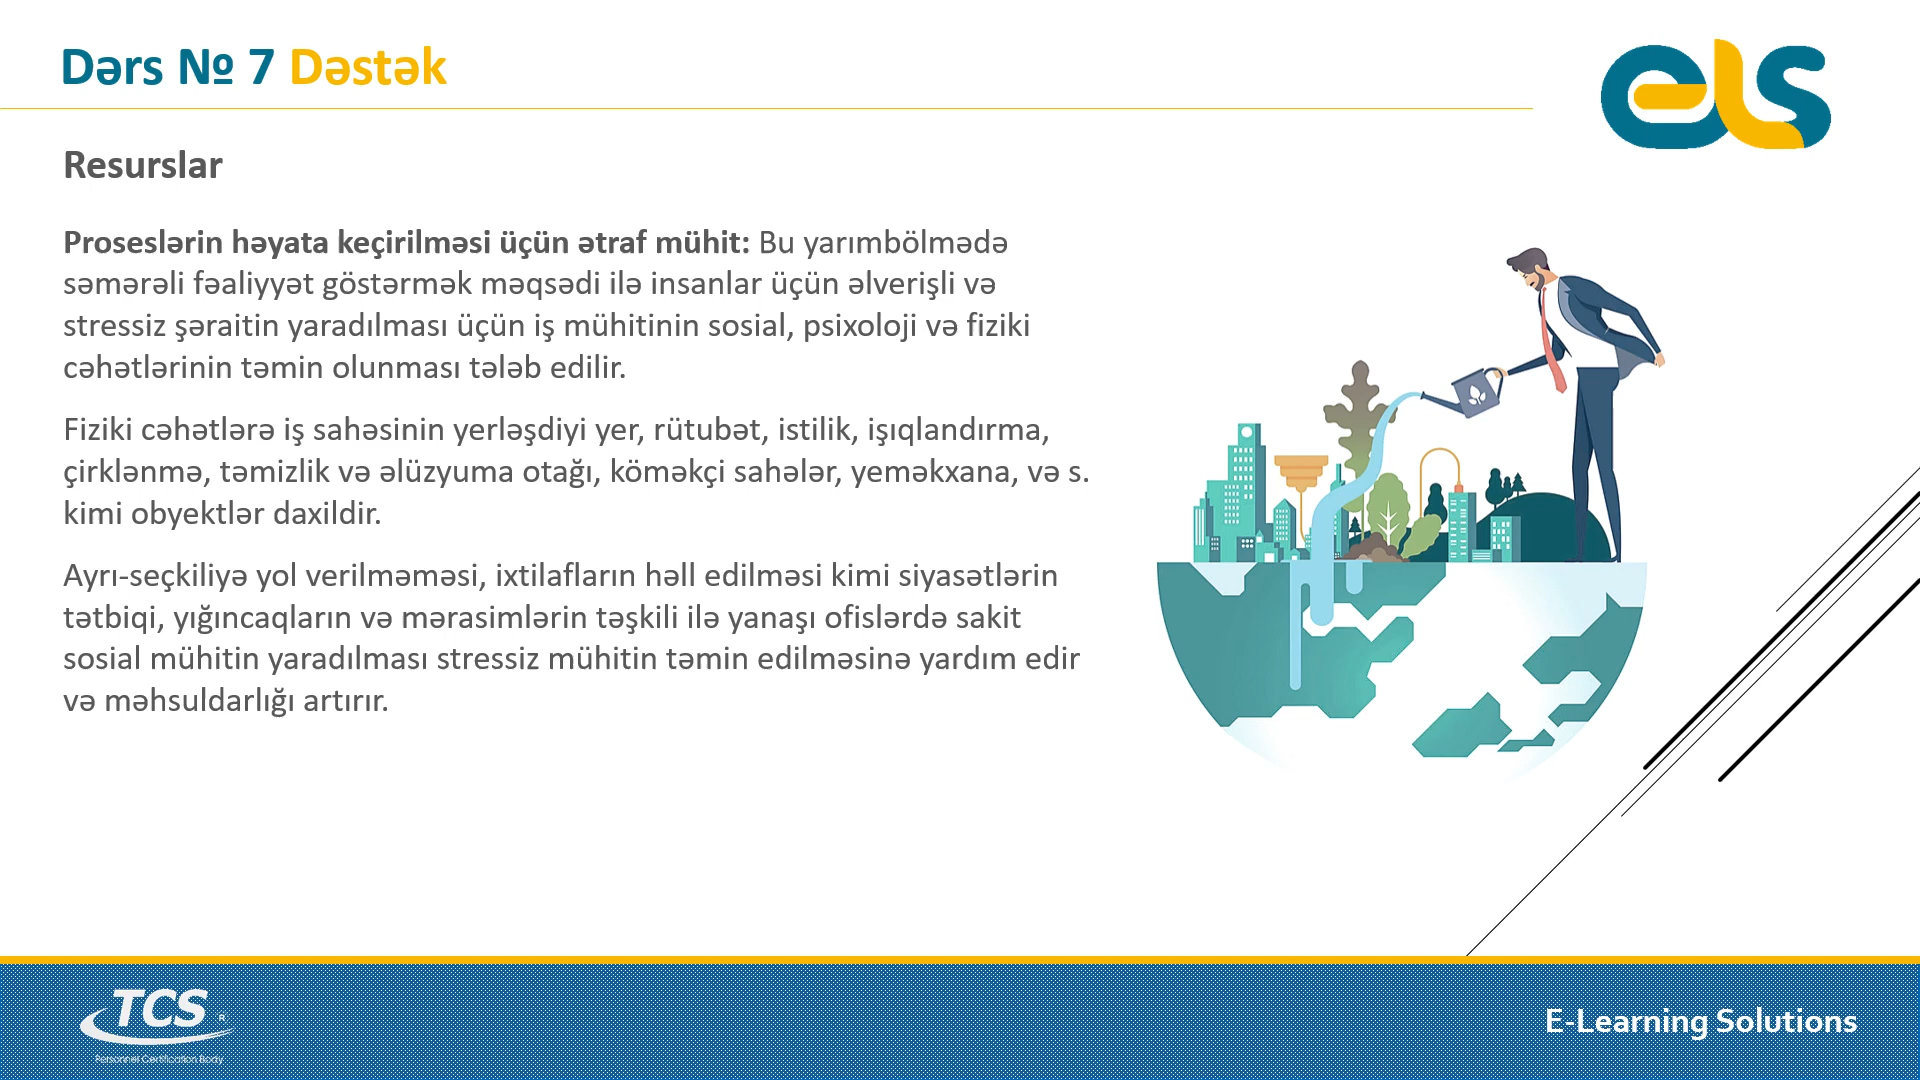 Dərs № 7 Dəstək
els
Resurslar
Proseslərin həyata keçirilməsi üçün ətraf mühit: Bu yarımbölmədə
səmərəli fəaliyyət göstərmək məqsədi ilə insanlar üçün əlverişli və
stressiz şəraitin yaradılması üçün iş mühitinin sosial, psixoloji və fiziki
cəhətlərinin təmin olunması tələb edilir.
Fiziki cəhətlərə iş sahəsinin yerləşdiyi yer, rütubət, istilik, işıqlandırma,
çirklənmə, təmizlik və əlüzyuma otağı, köməkçi sahələr, yeməkxana, və s.
kimi obyektlər daxildir.
Ayrı-seçkiliyə yol verilməməsi, ixtilafların həll edilməsi kimi siyasətlərin
tətbiqi, yığıncaqların və mərasimlərin təşkili ilə yanaşı ofislərdə sakit
sosial mühitin yaradılması stressiz mühitin təmin edilməsinə yardım edir
və məhsuldarlığı artırır.
TCS R
Personnel Certification Body
E-Learning Solutions